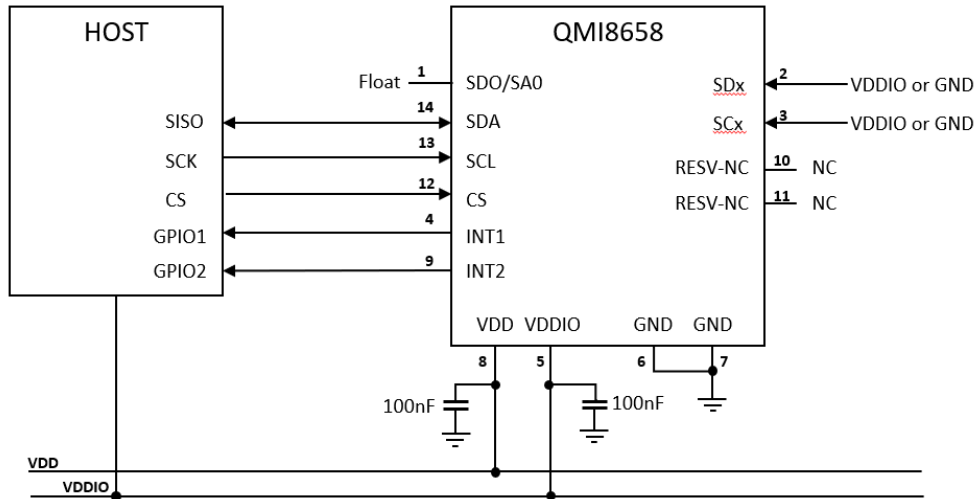 HOST
QMI8658
Float 1 SDO/SA0
SDx 2 VDDIO or GND
SISO 14 SDA
SCx 3 VDDIO or GND
SCK 13 SCL
RESV-NC 10 NC
CS 12 CS
RESV-NC 11 NC
GPIO1 4 INT1
GPIO2 9 INT2
VDD VDDIO GND GND
8 5 6 7
100nF 100nF
VDD
VDDIO